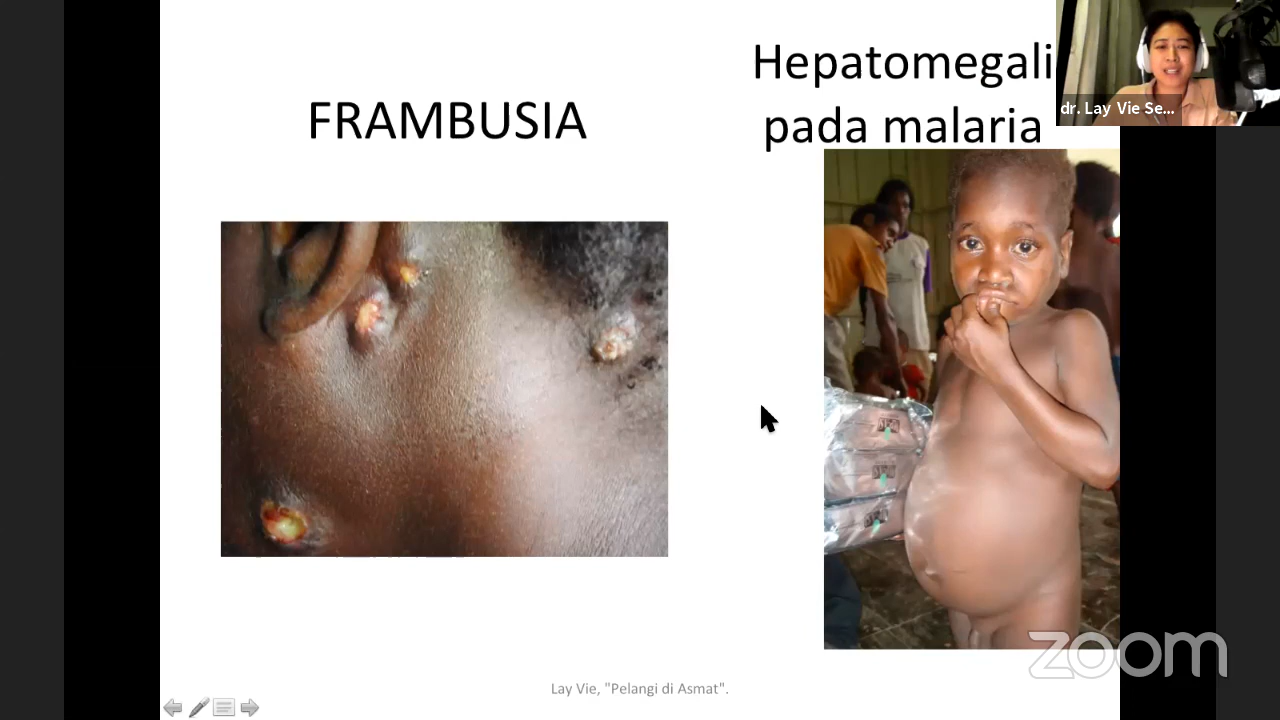 FRAMBUSIA
Hepatomegali
pada malaria
dr. Lay Vie Se...
Lay Vie, "Pelangi di Asmat".
zoom